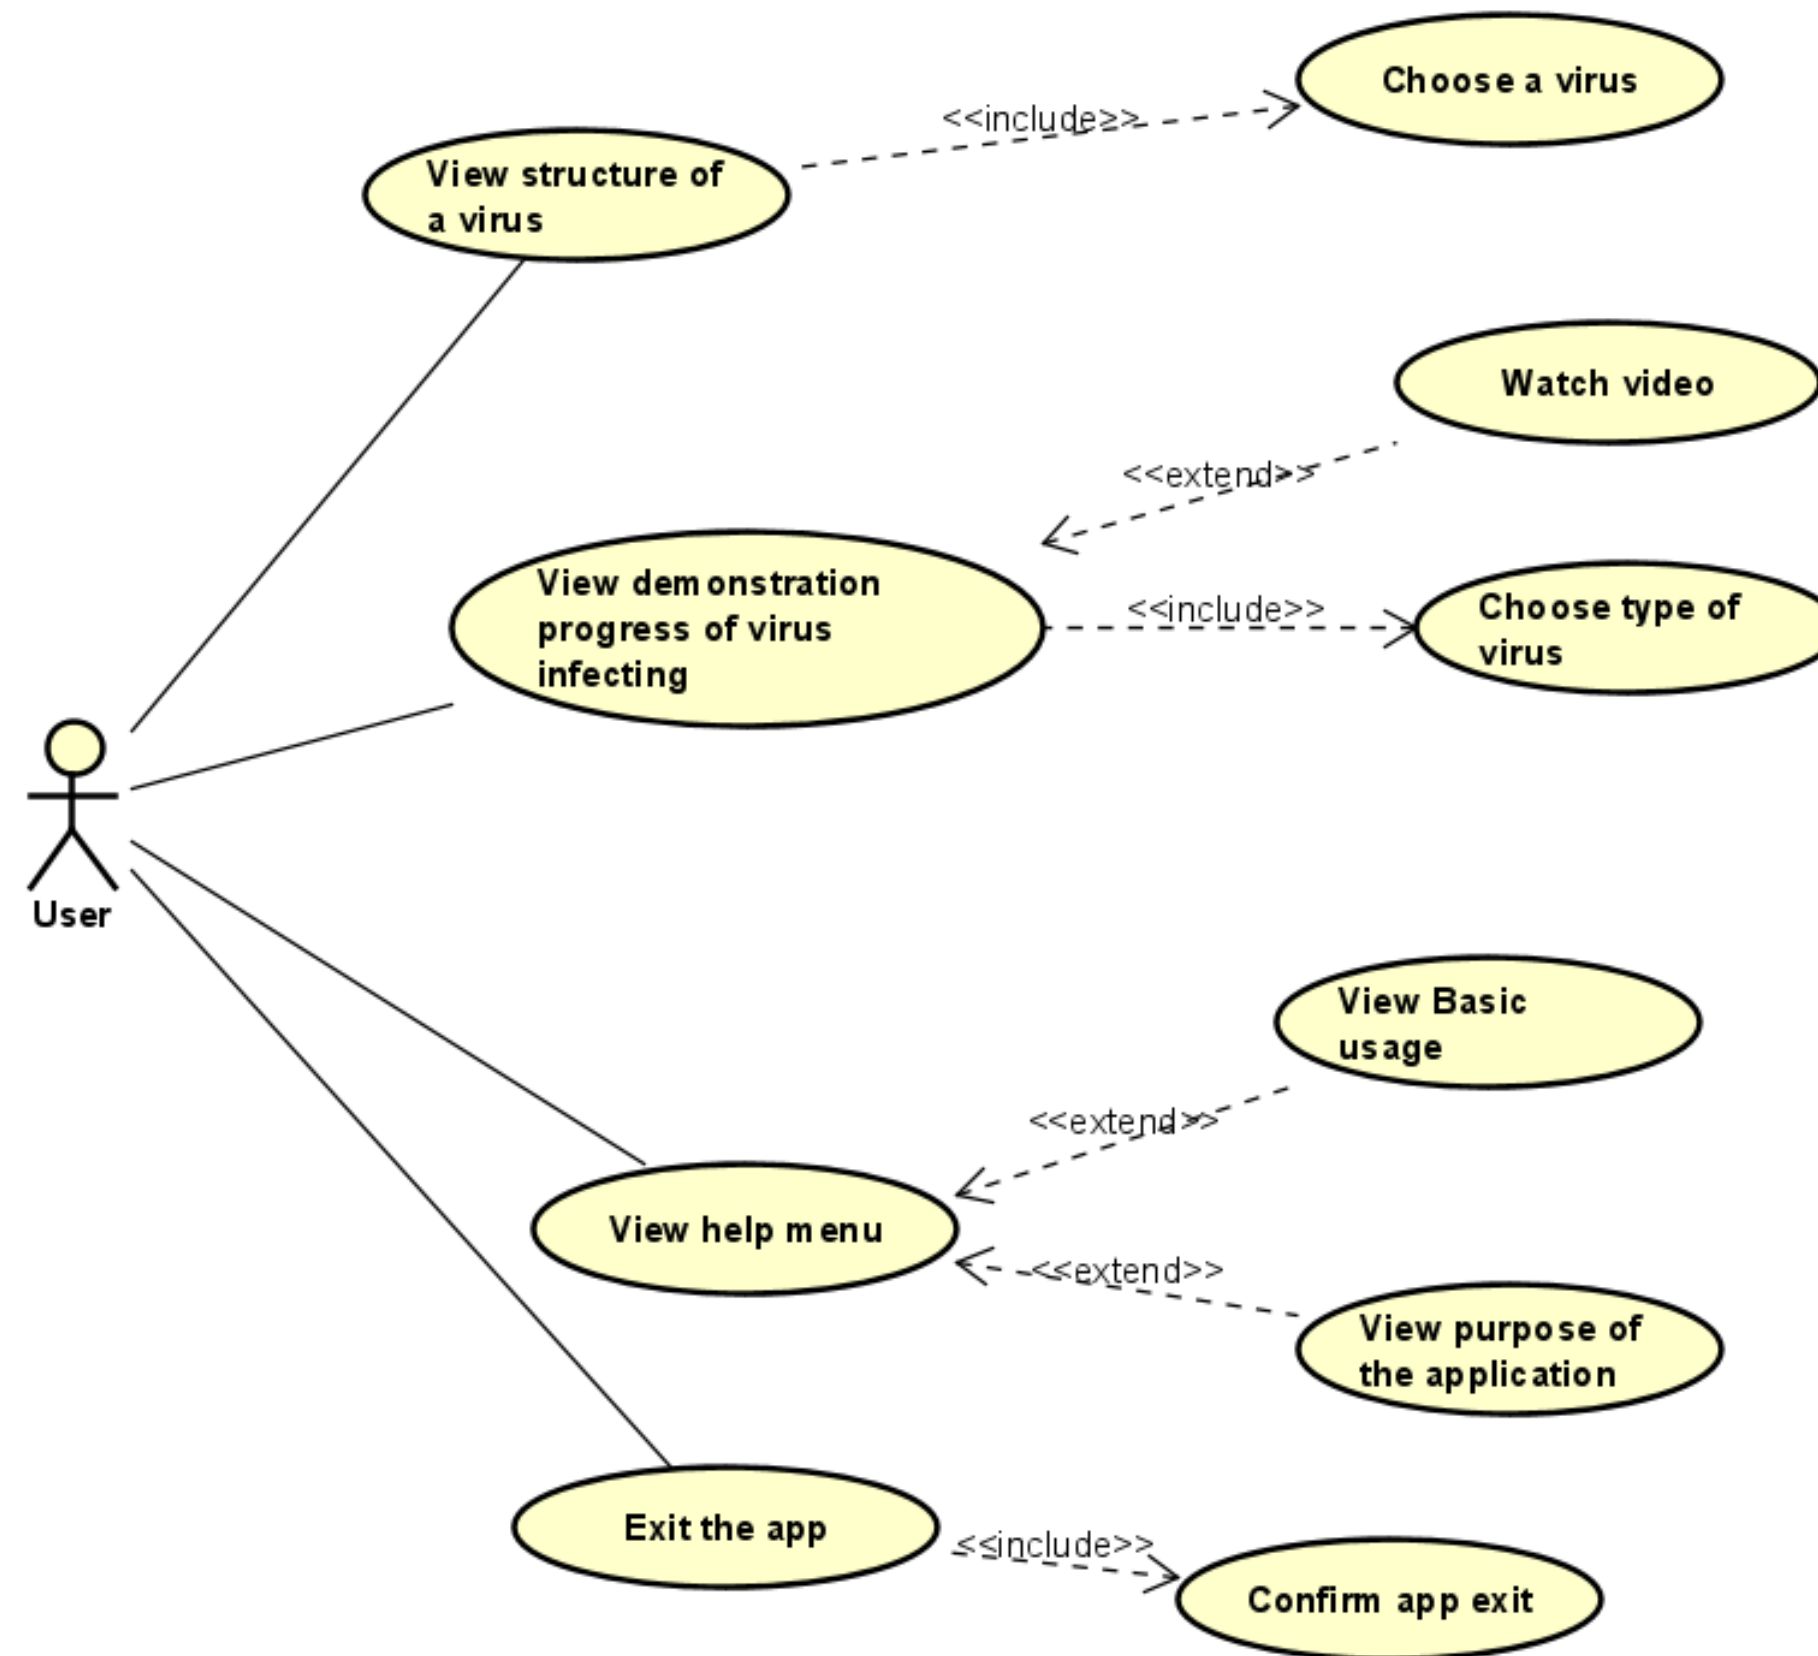 Choose a virus
<<include>>
View structure of
a virus
Watch video
<<extend>>
View demonstration
progress of virus
infecting
<<include>>
Choose type of
virus
User
View Basic
usage
<<extend>>
View help menu
<<extend>>
View purpose of
the application
Exit the app
<<include>>
Confirm app exit